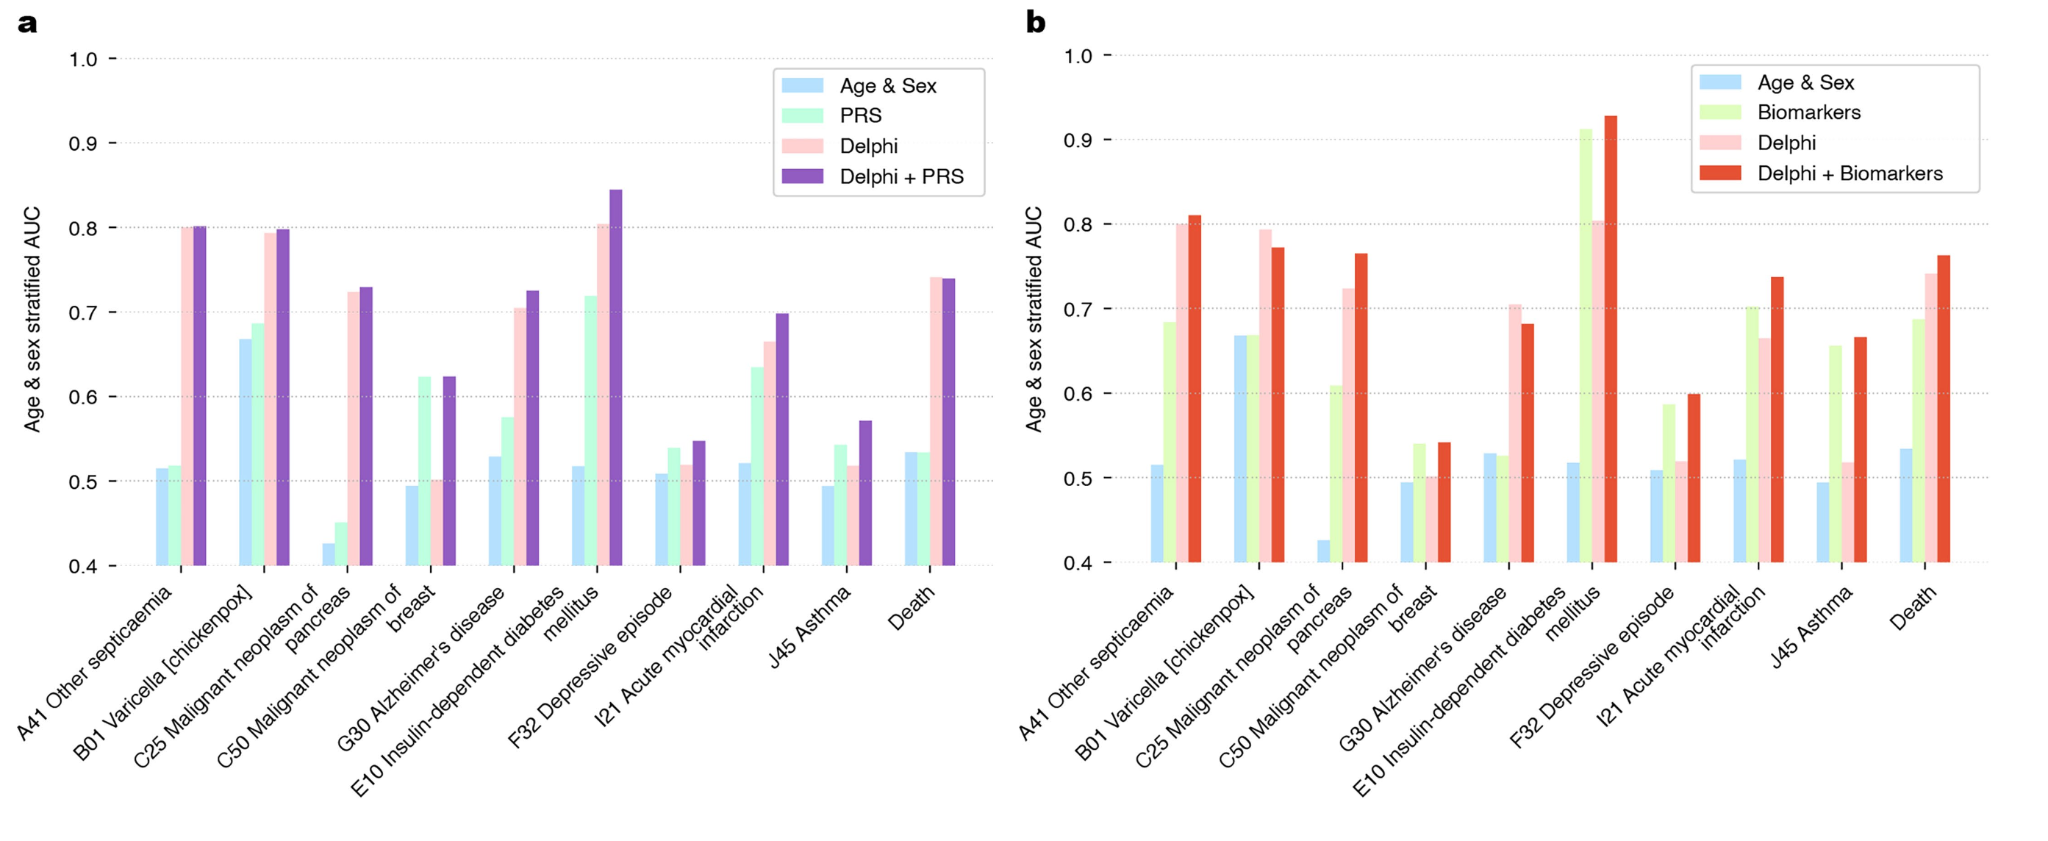 a
1.0
0.9
0.8
0.7
0.6
0.5
0.4
Age & sex stratified AUC
Age & Sex
PRS
Delphi
Delphi + PRS
A41 Other septicaemia
B01 Varicella [chickenpox]
C25 Malignant neoplasm of
pancreas
C50 Malignant neoplasm of
breast
G30 Alzheimer's disease
E10 Insulin-dependent diabetes
mellitus
F32 Depressive episode
I21 Acute myocardial
infarction
J45 Asthma
Death
b
1.0
0.9
0.8
0.7
0.6
0.5
0.4
Age & sex stratified AUC
Age & Sex
Biomarkers
Delphi
Delphi + Biomarkers
A41 Other septicaemia
B01 Varicella [chickenpox]
C25 Malignant neoplasm of
pancreas
C50 Malignant neoplasm of
breast
G30 Alzheimer's disease
E10 Insulin-dependent diabetes
mellitus
F32 Depressive episode
I21 Acute myocardial
infarction
J45 Asthma
Death